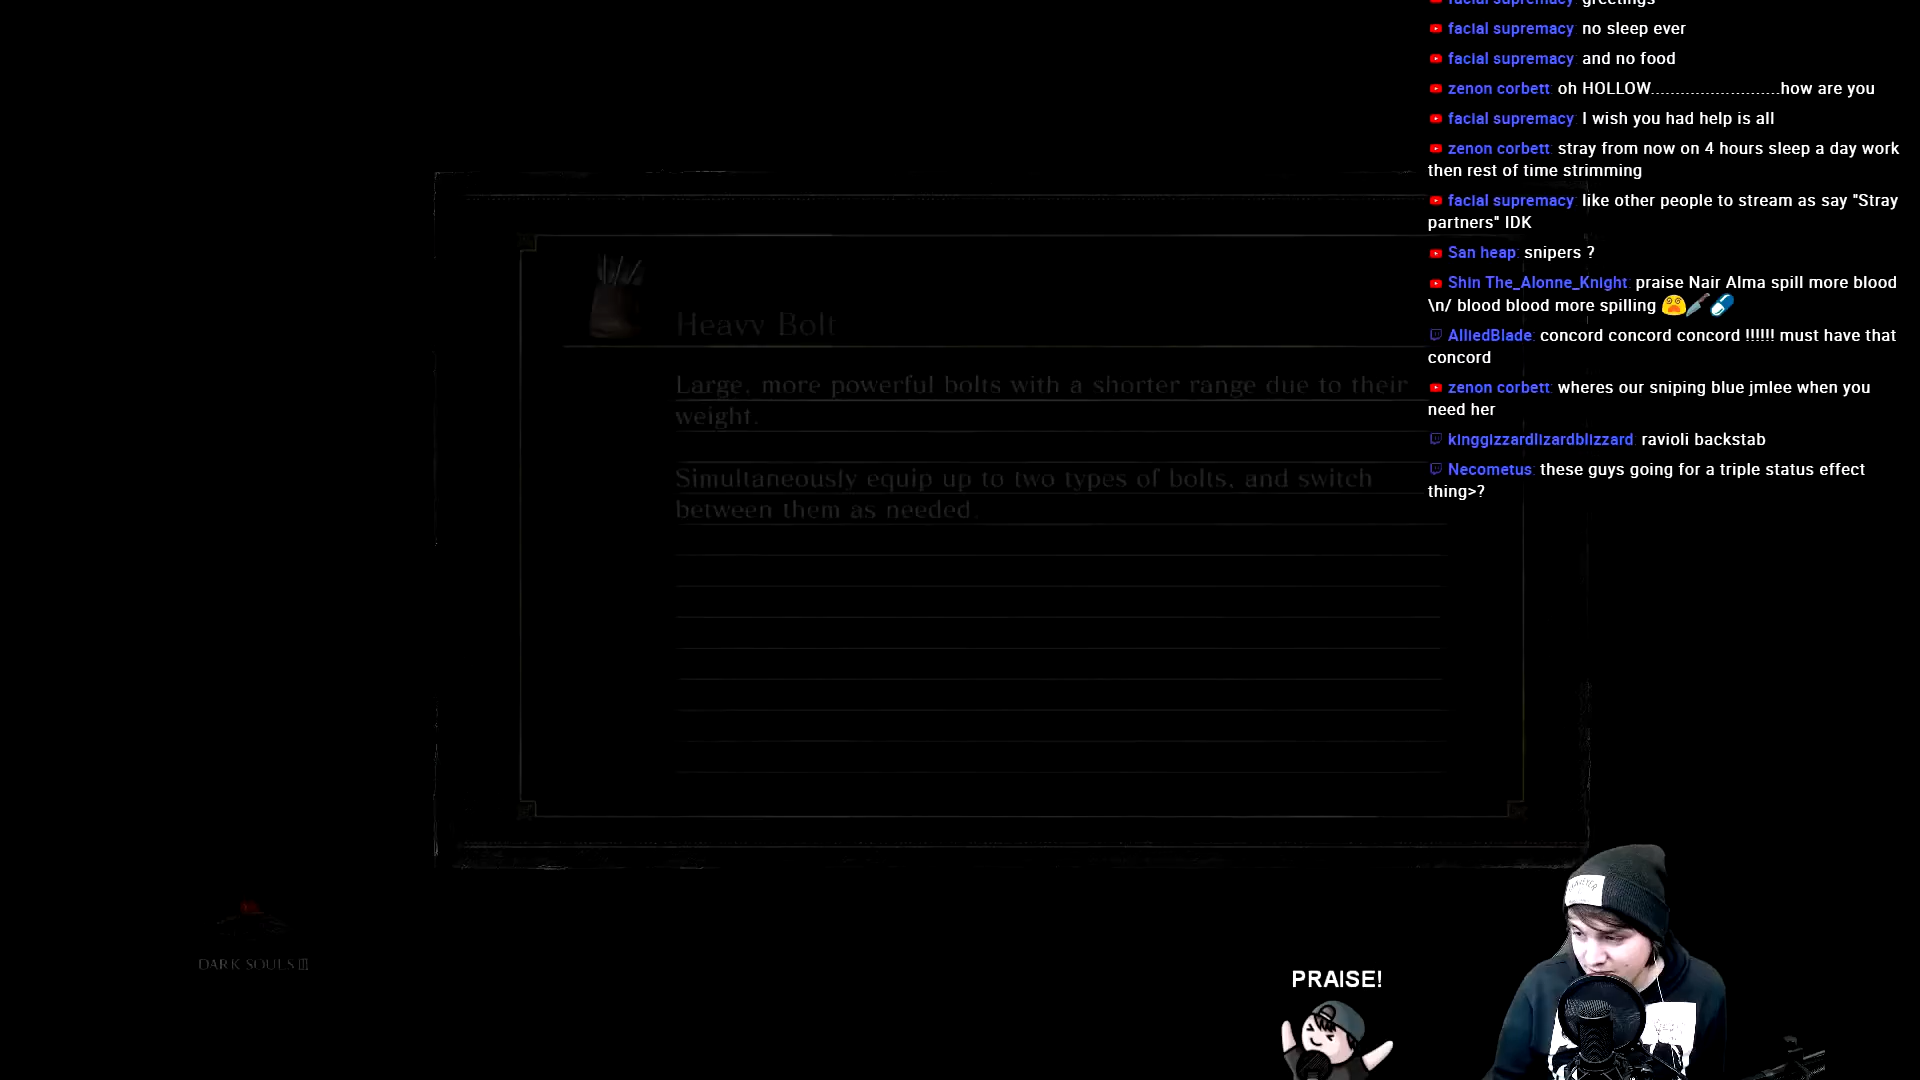 facial supremacy: greetings
facial supremacy: no sleep ever
facial supremacy: and no food
zenon corbett: oh HOLLOW..........................how are you
facial supremacy: I wish you had help is all
zenon corbett: stray from now on 4 hours sleep a day work
then rest of time strimming
facial supremacy: like other people to stream as say "Stray
partners" IDK
San heap: snipers ?
Shin The_Alonne_Knight: praise Nair Alma spill more blood
\n/ blood blood more spilling
AlliedBlade: concord concord concord !!!!!! must have that
concord
zenon corbett: wheres our sniping blue jmlee when you
need her
kinggizzardlizardblizzard: ravioli backstab
Necometus: these guys going for a triple status effect
thing>?
Heavy Bolt
Large, more powerful bolts with a shorter range due to their
weight.
Simultaneously equip up to two types of bolts, and switch
between them as needed.
DARK SOULS III
PRAISE!